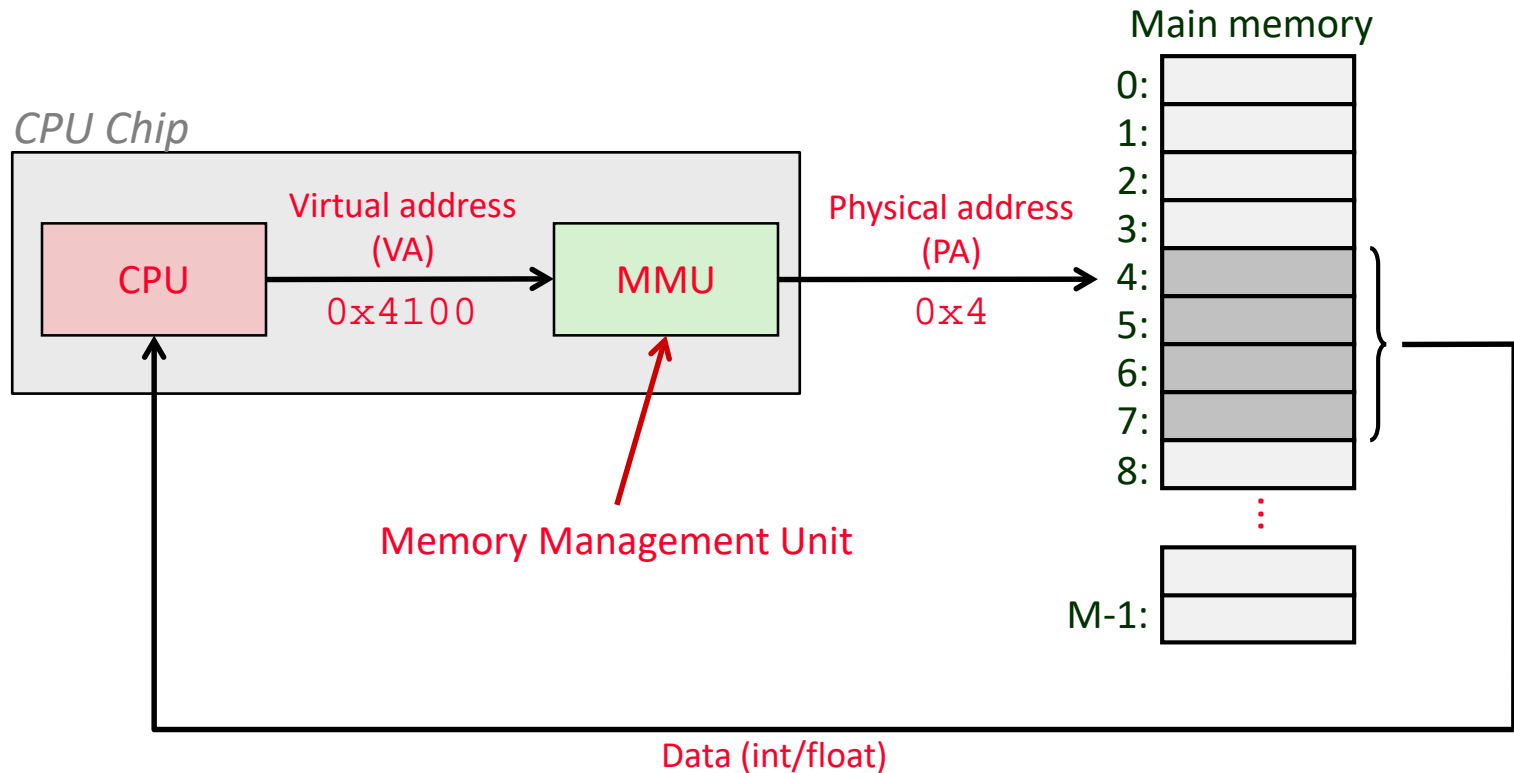 Main memory
0:
1:
2:
3:
4:
5:
6:
7:
8:
...
M-1:
CPU Chip
CPU
Virtual address
(VA)
0x4100
MMU
Physical address
(PA)
0x4
Memory Management Unit
Data (int/float)